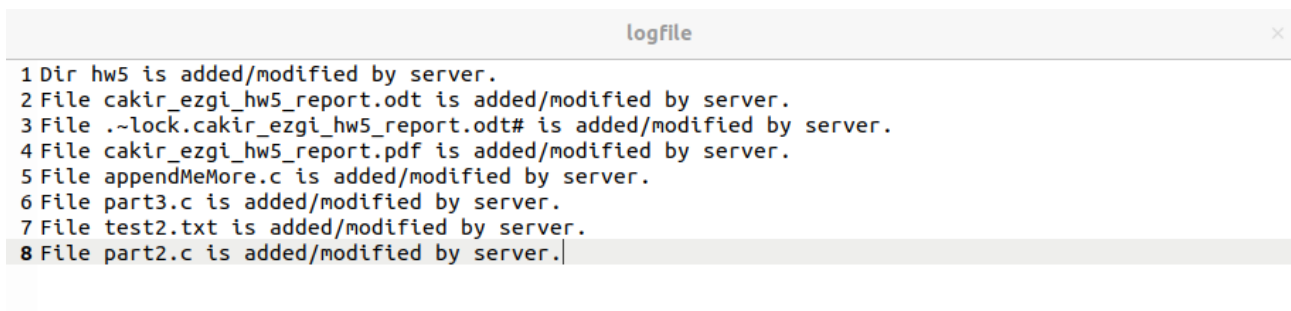 logfile
1 Dir hw5 is added/modified by server.
2 File cakir_ezgi_hw5_report.odt is added/modified by server.
3 File .~lock.cakir_ezgi_hw5_report.odt# is added/modified by server.
4 File cakir_ezgi_hw5_report.pdf is added/modified by server.
5 File appendMeMore.c is added/modified by server.
6 File part3.c is added/modified by server.
7 File test2.txt is added/modified by server.
8 File part2.c is added/modified by server.